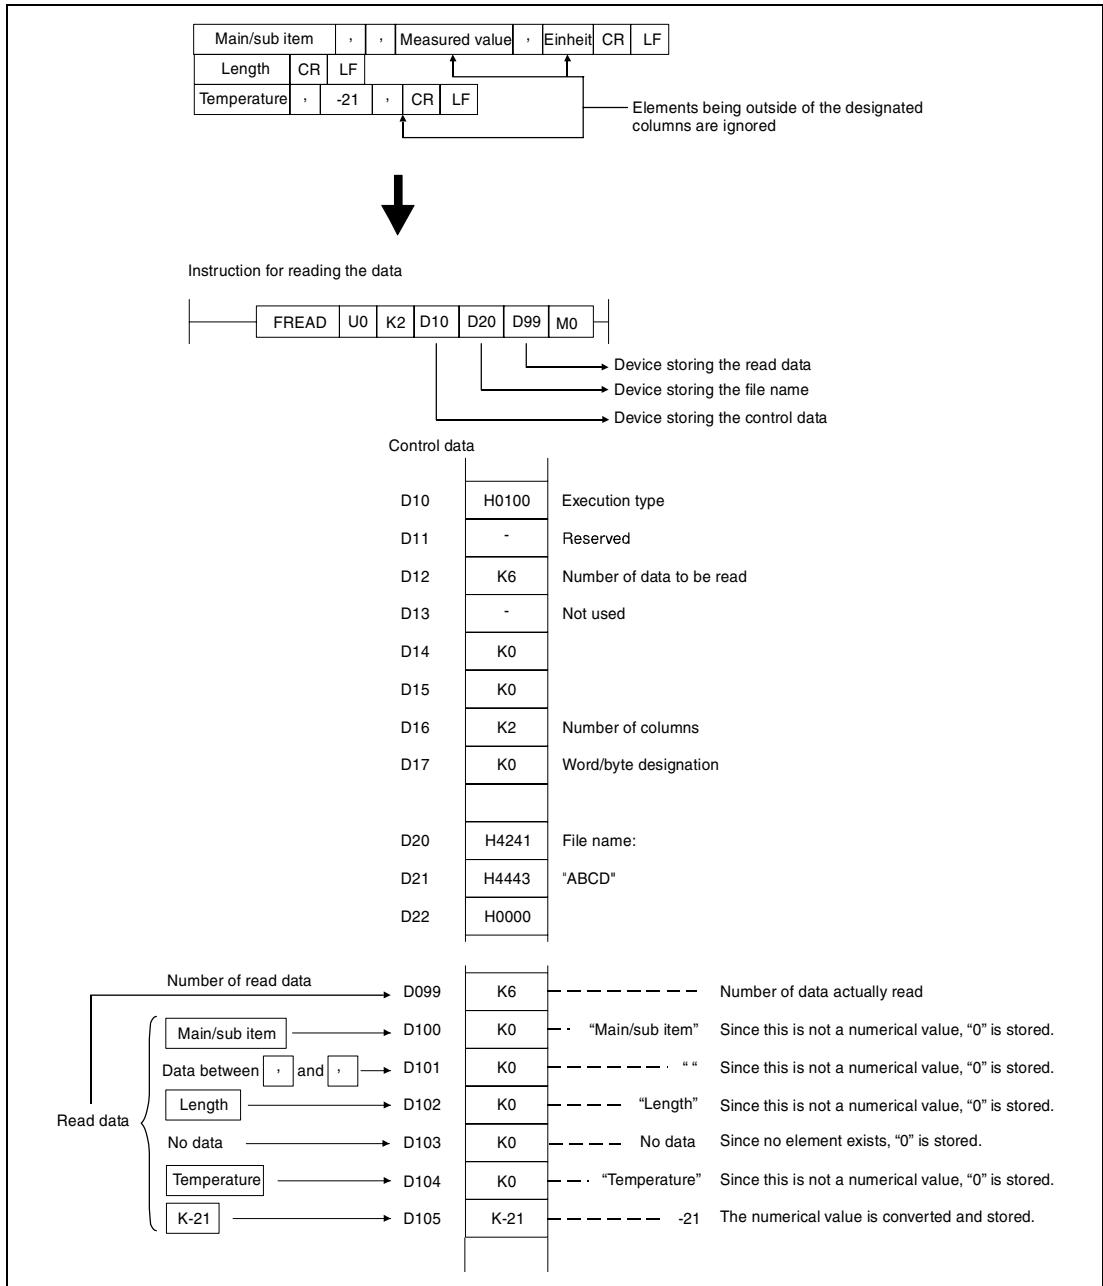 Main/sub item , , Measured value , Einheit CR LF
Length CR LF
Temperature , -21 , CR LF
Elements being outside of the designated
columns are ignored
Instruction for reading the data
FREAD U0 K2 D10 D20 D99 M0
Device storing the read data
Device storing the file name
Device storing the control data
Control data
D10 H0100 Execution type
D11 - Reserved
D12 K6 Number of data to be read
D13 - Not used
D14 K0
D15 K0
D16 K2 Number of columns
D17 K0 Word/byte designation
D20 H4241 File name:
D21 H4443 "ABCD"
D22 H0000
Number of read data D099 K6 Number of data actually read
Main/sub item D100 K0 “Main/sub item” Since this is not a numerical value, “0” is stored.
Data between , and , D101 K0 “ “ Since this is not a numerical value, “0” is stored.
Length D102 K0 “Length” Since this is not a numerical value, “0” is stored.
Read data
No data D103 K0 No data Since no element exists, “0” is stored.
Temperature D104 K0 “Temperature” Since this is not a numerical value, “0” is stored.
K-21 D105 K-21 -21 The numerical value is converted and stored.